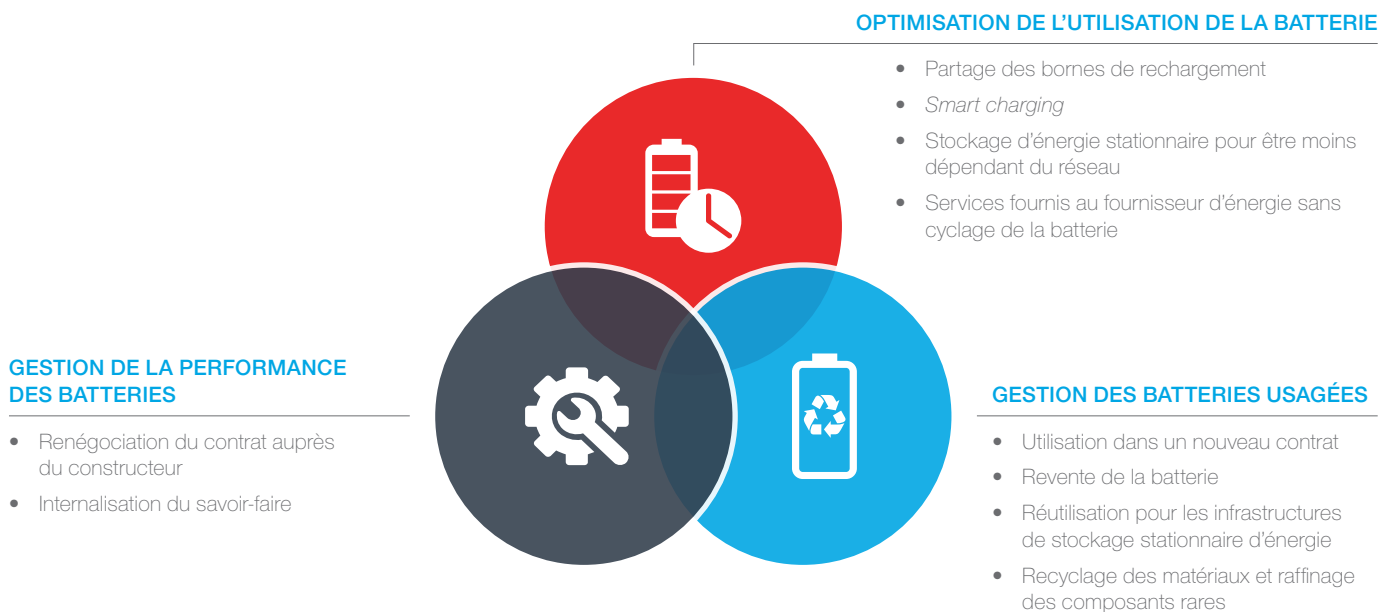 OPTIMISATION DE L’UTILISATION DE LA BATTERIE
• Partage des bornes de rechargement
• Smart charging
• Stockage d’énergie stationnaire pour être moins
dépendant du réseau
• Services fournis au fournisseur d’énergie sans
cyclage de la batterie
GESTION DE LA PERFORMANCE
DES BATTERIES
• Renégociation du contrat auprès
du constructeur
• Internalisation du savoir-faire
GESTION DES BATTERIES USAGÉES
• Utilisation dans un nouveau contrat
• Revente de la batterie
• Réutilisation pour les infrastructures
de stockage stationnaire d’énergie
• Recyclage des matériaux et raffinage
des composants rares